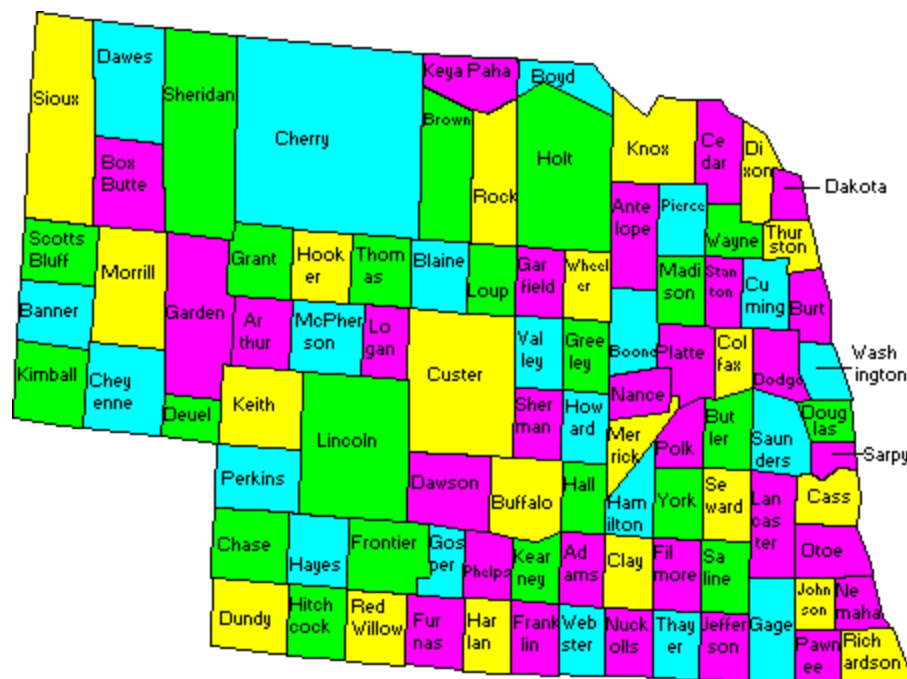 Dawes
Keya Paha
Boyd
Sioux
Sheridan
Cherry
Brown
Rock
Holt
Knox
Ce
dar
Di
xon
Dakota
Box
Butte
Ante
lope
Pierce
Wayne
Thur
ston
Scotts
Bluff
Morrill
Grant
Hook
er
Thom
as
Blaine
Loup
Gar
field
Wheel
er
Madi
son
Stan
ton
Cu
ming
Burt
Banner
Garden
Ar
thur
McPher
son
Lo
gan
Custer
Val
ley
Gree
ley
Boone
Platte
Col
fax
Dodge
Wash
ington
Kimball
Chey
enne
Deuel
Keith
Lincoln
Sher
man
How
ard
Nance
Mer
rick
Polk
But
ler
Saun
ders
Doug
las
Sarpy
Perkins
Dawson
Buffalo
Hall
Ham
ilton
York
Se
ward
Lan
cas
ter
Cass
Chase
Hayes
Frontier
Gos
per
Phelps
Kear
ney
Ad
ams
Clay
Fil
more
Sa
line
Otoe
Dundy
Hitch
cock
Red
Willow
Fur
nas
Har
lan
Frank
lin
Web
ster
Nuck
olls
Thay
er
Jeffer
son
Gage
John
son
Ne
maha
Pawn
ee
Rich
ardson